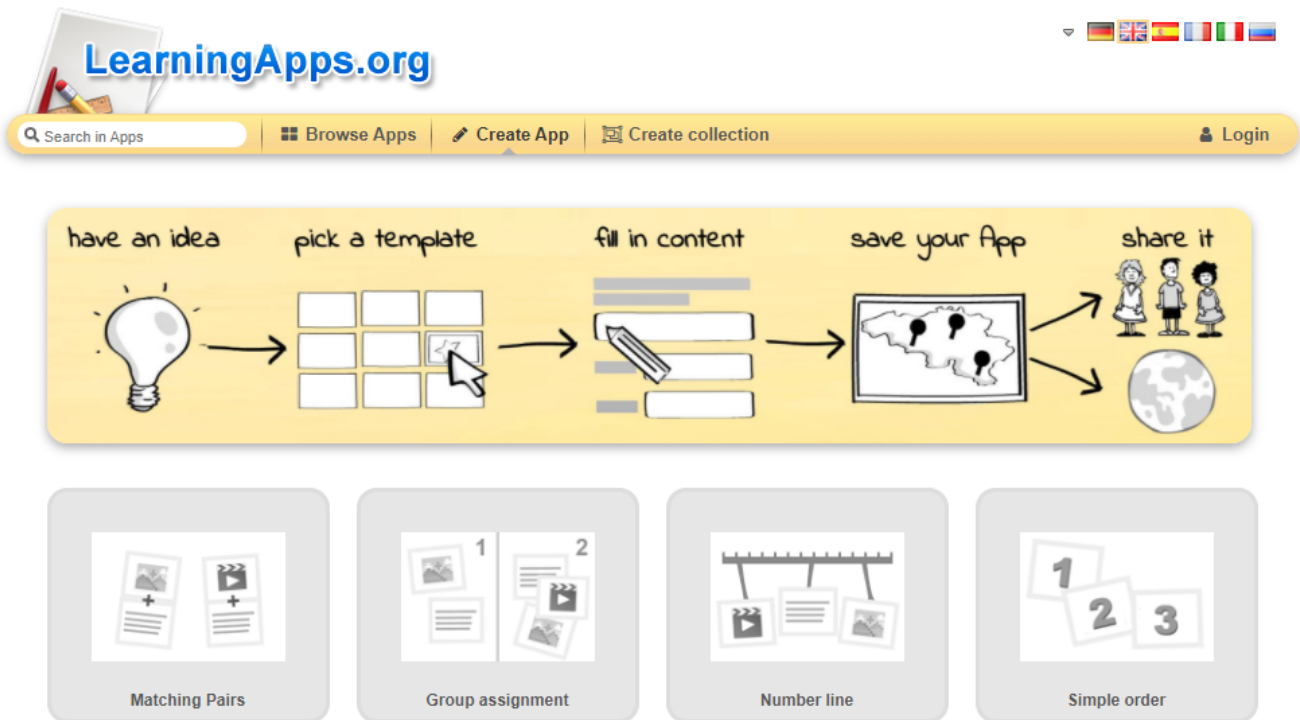 LearningApps.org
Search in Apps
Browse Apps
Create App
Create collection
Login
have an idea
pick a template
fill in content
save your App
share it
1
2
1
2
3
Matching Pairs
Group assignment
Number line
Simple order